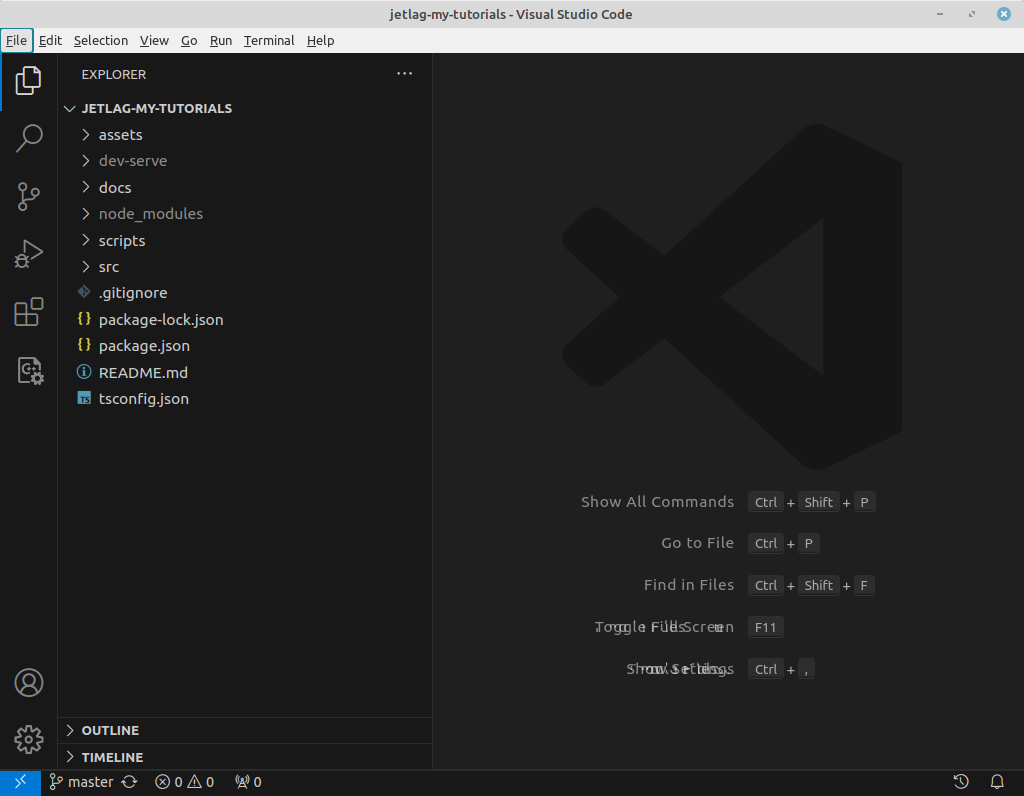 jetlag-my-tutorials - Visual Studio Code
File Edit Selection View Go Run Terminal Help
EXPLORER
JETLAG-MY-TUTORIALS
assets
dev-serve
docs
node_modules
scripts
src
.gitignore
package-lock.json
package.json
README.md
TS tsconfig.json
OUTLINE
TIMELINE
Show All Commands Ctrl + Shift + P
Go to File Ctrl + P
Find in Files Ctrl + Shift + F
Toggle Full Screen F11
Show Settings Ctrl + ,
master 0 0 0